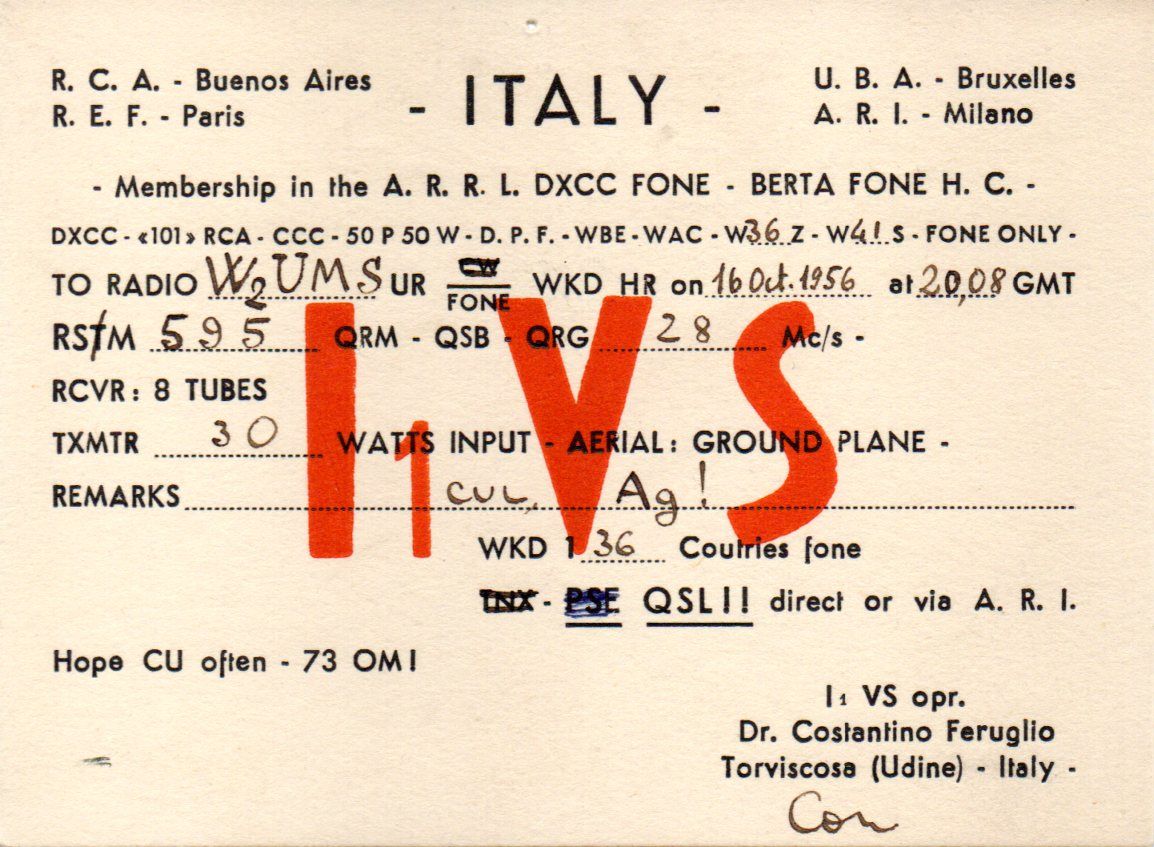 R. C. A. - Buenos Aires
R. E. F. - Paris
- ITALY -
U. B. A. - Bruxelles
A. R. I. - Milano
- Membership in the A. R. R. L. DXCC FONE - BERTA FONE H. C. -
DXCC - «101» RCA - CCC - 50 P 50 W - D. P. F. - WBE - WAC - W36 Z - W41 S - FONE ONLY -
TO RADIO W2UMS UR CW FONE WKD HR on 16 Oct. 1956 at 20,08 GMT
RSTM 595 QRM - QSB - QRG 28 Mc/s -
RCVR: 8 TUBES
TXMTR 30 WATTS INPUT - AERIAL: GROUND PLANE -
REMARKS CUL, Ag!
WKD 136 Coutries fone
TNX - PSE QSL!! direct or via A. R. I.
Hope CU often - 73 OM!
I1 VS opr.
Dr. Costantino Feruglio
Torviscosa (Udine) - Italy -
Con
I1VS